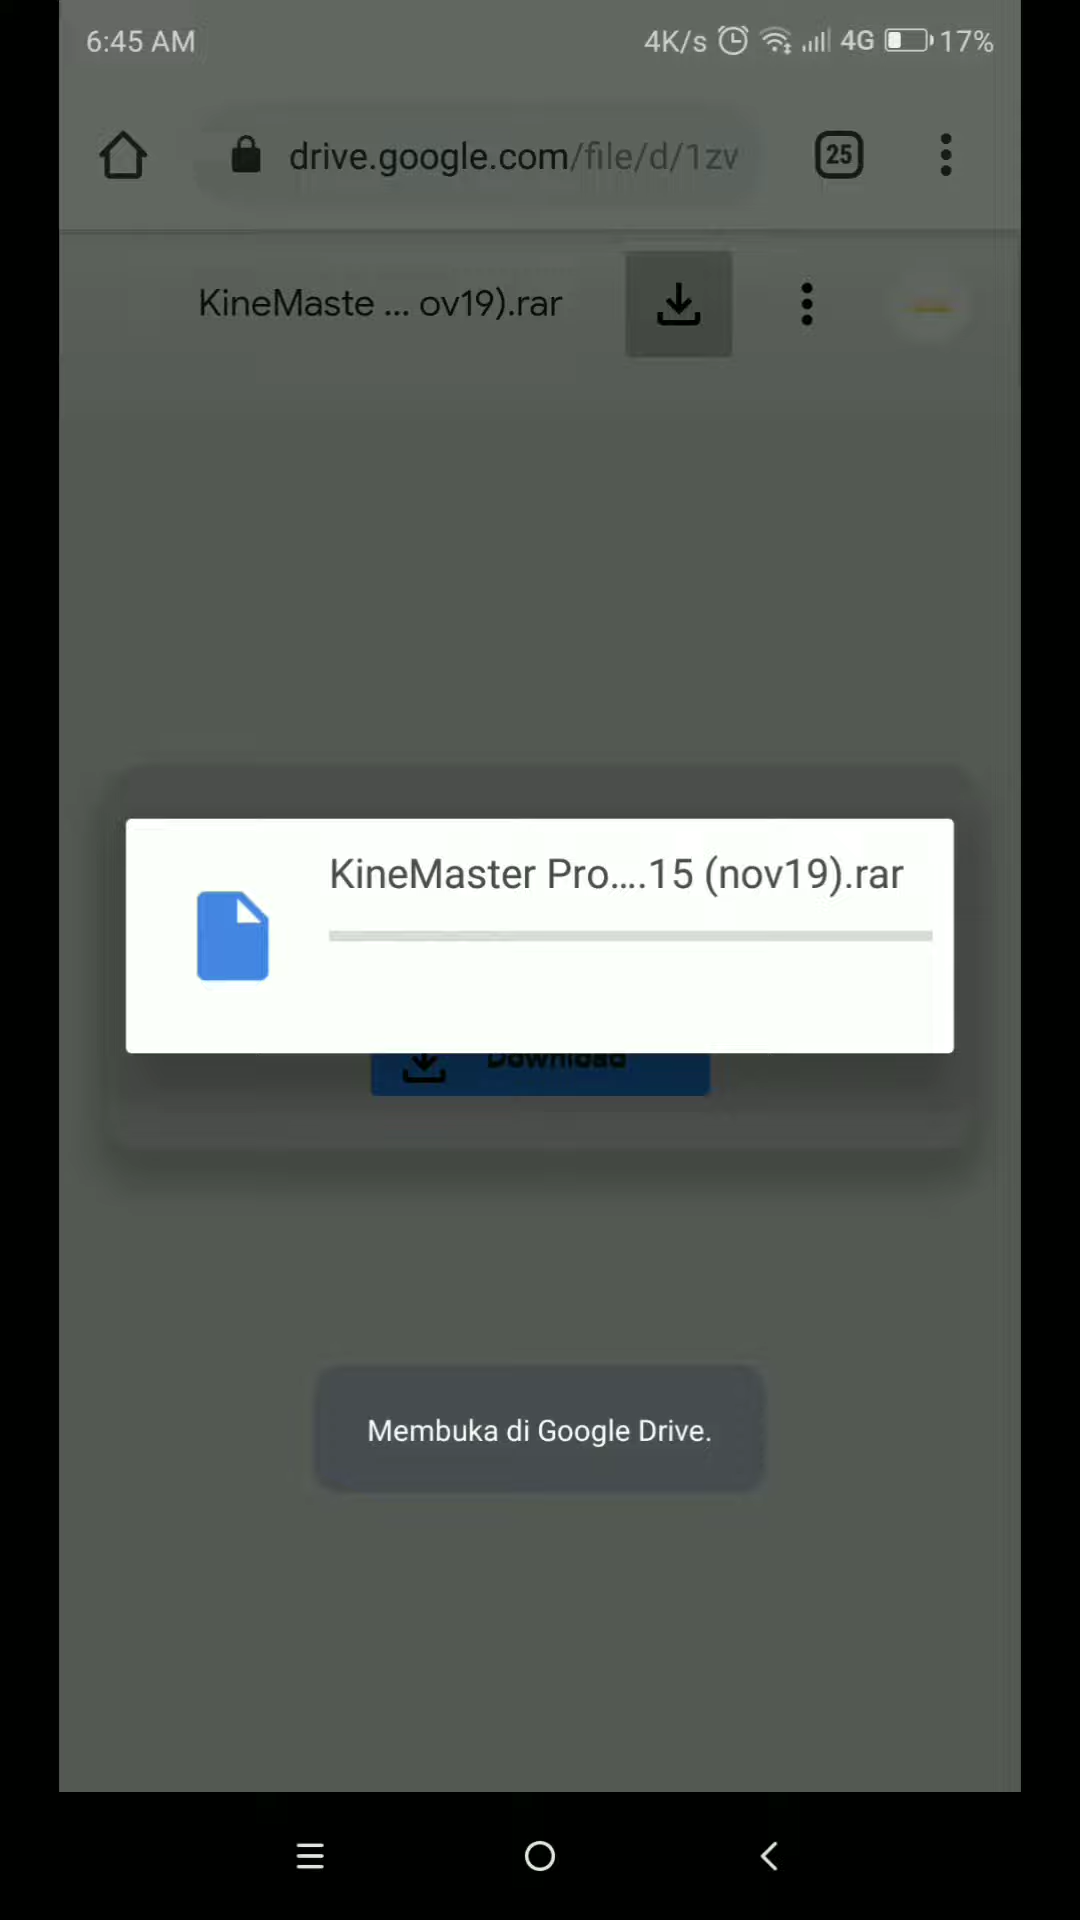 6:45 AM
4K/s 4G 17%
drive.google.com/file/d/1zv
25
KineMaste ... ov19).rar
KineMaster Pro....15 (nov19).rar
Download
Membuka di Google Drive.